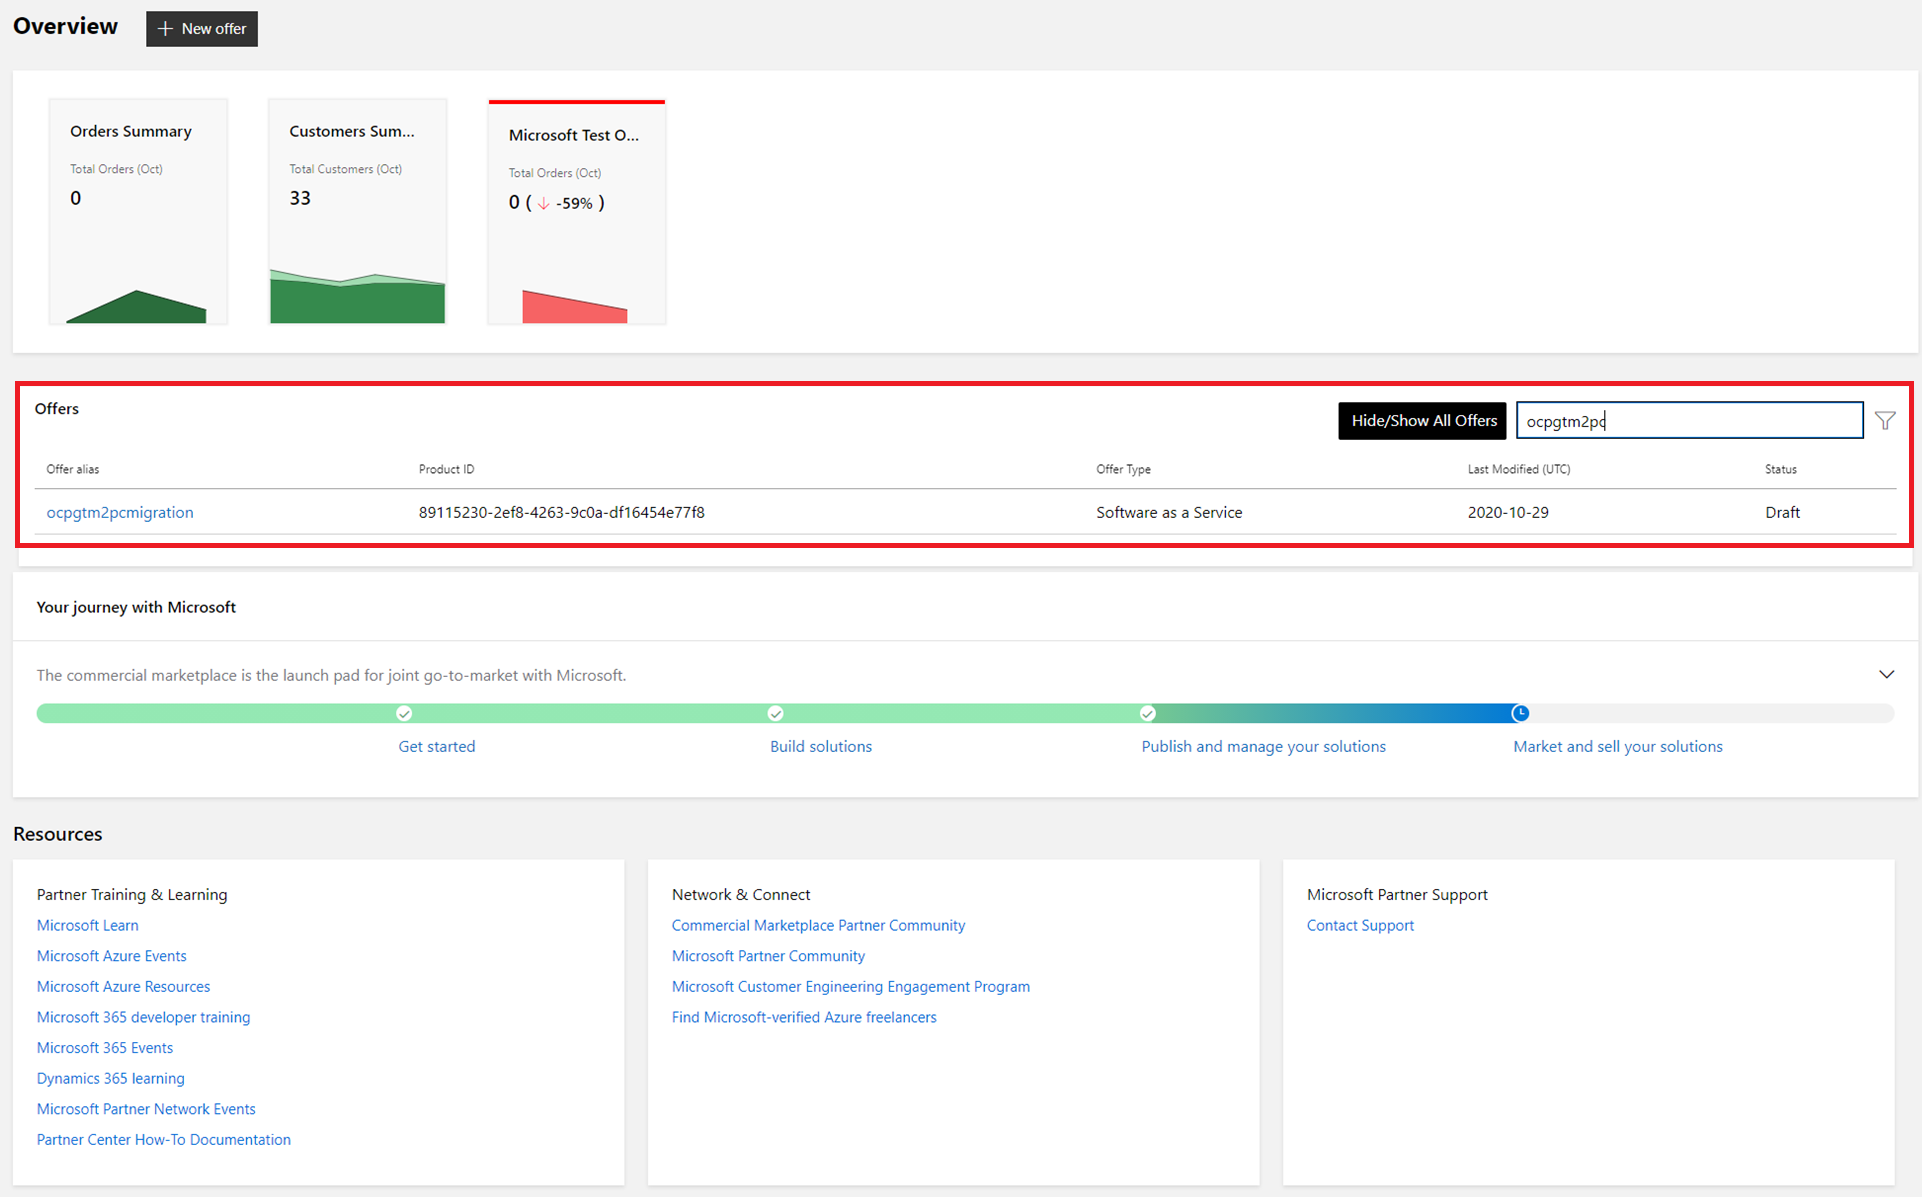 Overview
New offer
Orders Summary
Total Orders (Oct)
0
Customers Sum...
Total Customers (Oct)
33
Microsoft Test O...
Total Orders (Oct)
0 ( ↓ -59% )
Offers
Hide/Show All Offers
ocpgtm2pc
Offer alias Product ID Offer Type Last Modified (UTC) Status
ocpgtm2pcmigration 89115230-2ef8-4263-9c0a-df16454e77f8 Software as a Service 2020-10-29 Draft
Your journey with Microsoft
The commercial marketplace is the launch pad for joint go-to-market with Microsoft.
Get started Build solutions Publish and manage your solutions Market and sell your solutions
Resources
Partner Training & Learning
Microsoft Learn
Microsoft Azure Events
Microsoft Azure Resources
Microsoft 365 developer training
Microsoft 365 Events
Dynamics 365 learning
Microsoft Partner Network Events
Partner Center How-To Documentation
Network & Connect
Commercial Marketplace Partner Community
Microsoft Partner Community
Microsoft Customer Engineering Engagement Program
Find Microsoft-verified Azure freelancers
Microsoft Partner Support
Contact Support